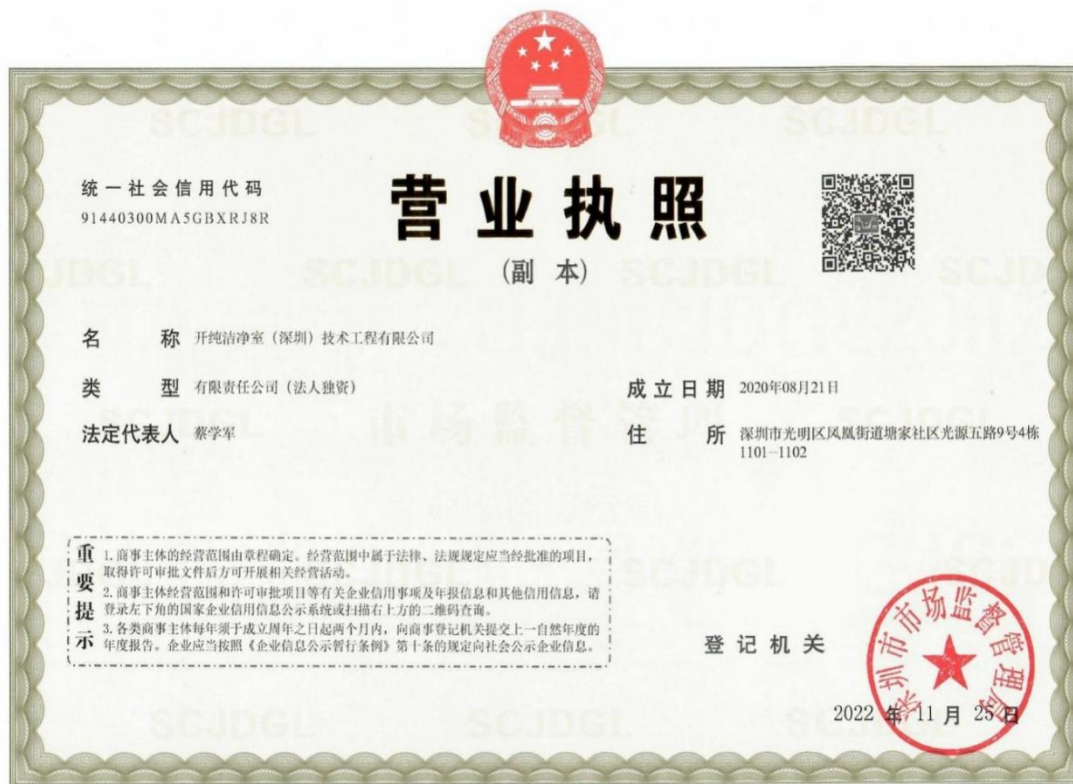 统一社会信用代码
91440300MA5GBXRJ8R
营业执照
(副 本)
名 称 开纯洁净室（深圳）技术工程有限公司
类 型 有限责任公司（法人独资）
成立日期 2020年08月21日
法定代表人 蔡学军
住 所 深圳市光明区凤凰街道塘家社区光源五路9号4栋
1101-1102
重要提示
1.商事主体的经营范围由章程确定。经营范围中属于法律、法规规定应当经批准的项目，
取得许可审批文件后方可开展相关经营活动。
2.商事主体经营范围和许可审批项目等有关企业信用事项及年报信息和其他信用信息，请
登录左下角的国家企业信用信息公示系统或扫描右上方的二维码查询。
3.各类商事主体每年须于成立周年之日起两个月内，向商事登记机关提交上一自然年度的
年度报告。企业应当按照《企业信息公示暂行条例》第十条的规定向社会公示企业信息。
登记机关
深圳市市场监督管理局
2022 年 11 月 25 日
SCJDGL
市场监督管理